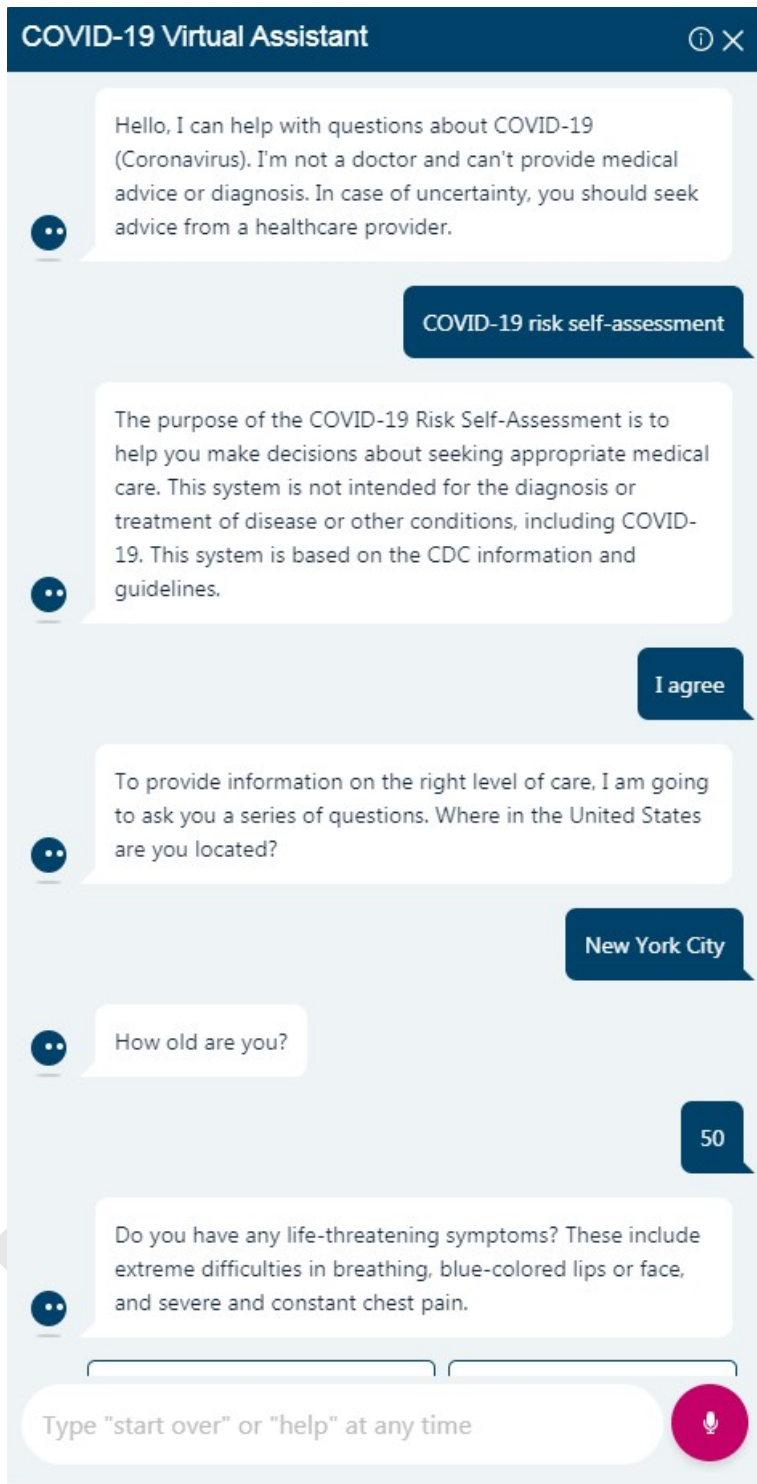 COVID-19 Virtual Assistant
Hello, I can help with questions about COVID-19
(Coronavirus). I'm not a doctor and can't provide medical
advice or diagnosis. In case of uncertainty, you should seek
advice from a healthcare provider.
COVID-19 risk self-assessment
The purpose of the COVID-19 Risk Self-Assessment is to
help you make decisions about seeking appropriate medical
care. This system is not intended for the diagnosis or
treatment of disease or other conditions, including COVID-
19. This system is based on the CDC information and
guidelines.
I agree
To provide information on the right level of care, I am going
to ask you a series of questions. Where in the United States
are you located?
New York City
How old are you?
50
Do you have any life-threatening symptoms? These include
extreme difficulties in breathing, blue-colored lips or face,
and severe and constant chest pain.
Type "start over" or "help" at any time